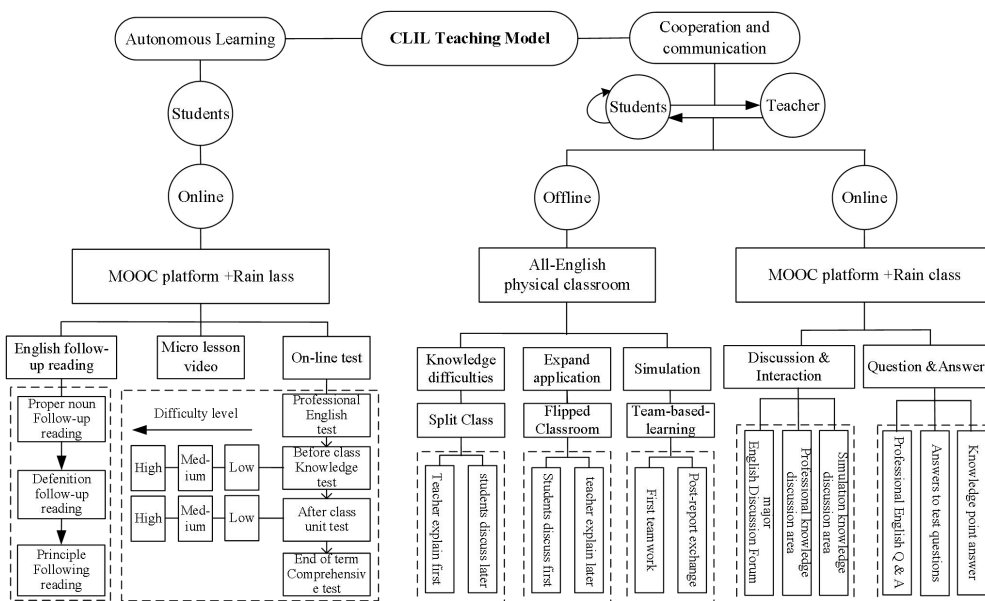 Autonomous Learning
CLIL Teaching Model
Cooperation and
communication
Students
Students
Teacher
Online
Offline
Online
MOOC platform +Rain lass
All-English
physical classroom
MOOC platform +Rain class
English follow-
up reading
Micro lesson
video
On-line test
Knowledge
difficulties
Expand
application
Simulation
Discussion &
Interaction
Question &Answer
Proper noun
Follow-up
reading
Defenition
follow-up
reading
Principle
Following
reading
Difficulty level
High
Med-
ium
Low
High
Med-
ium
Low
Professional
English
test
Before class
Knowledge
test
After class
unit test
End of term
Comprehensiv
e test
Split Class
Flipped
Classroom
Team-based-
learning
Teacher explain first
students discuss later
Students discuss first
teacher explain later
First teamwork
Post-report exchange
major
English Discussion Forum
Professional knowledge
discussion area
Simulation knowledge
discussion area
Professional English Q & A
Answers to test questions
Knowledge point answer